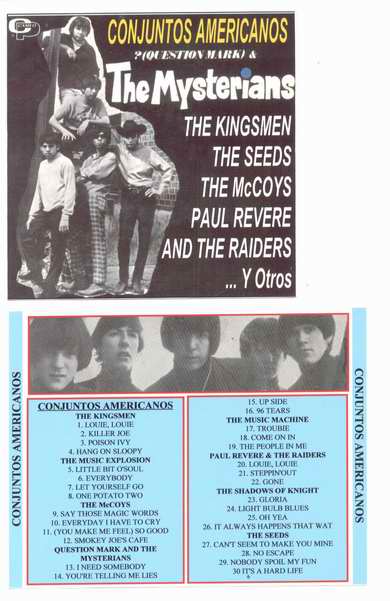 CONJUNTOS AMERICANOS
?(QUESTION MARK) &
The Mysterians
THE KINGSMEN
THE SEEDS
THE McCOYS
PAUL REVERE
AND THE RAIDERS
... Y Otros
CONJUNTOS AMERICANOS
CONJUNTOS AMERICANOS
THE KINGSMEN
1. LOUIE, LOUIE
2. KILLER JOE
3. POISON IVY
4. HANG ON SLOOPY
THE MUSIC EXPLOSION
5. LITTLE BIT O'SOUL
6. EVERYBODY
7. LET YOURSELF GO
8. ONE POTATO TWO
THE McCOYS
9. SAY THOSE MAGIC WORDS
10. EVERYDAY I HAVE TO CRY
11. (YOU MAKE ME FEEL) SO GOOD
12. SMOKEY JOE'S CAFE
QUESTION MARK AND THE
MYSTERIANS
13. I NEED SOMEBODY
14. YOU'RE TELLING ME LIES
15. UP SIDE
16. 96 TEARS
THE MUSIC MACHINE
17. TROUBIE
18. COME ON IN
19. THE PEOPLE IN ME
PAUL REVERE & THE RAIDERS
20. LOUIE, LOUIE
21. STEPPIN'OUT
22. GONE
THE SHADOWS OF KNIGHT
23. GLORIA
24. LIGHT BULB BLUES
25. OH YEA
26. IT ALWAYS HAPPENS THAT WAT
THE SEEDS
27. CAN'T SEEM TO MAKE YOU MINE
28. NO ESCAPE
29. NOBODY SPOIL MY FUN
30 IT'S A HARD LIFE
CONJUNTOS AMERICANOS